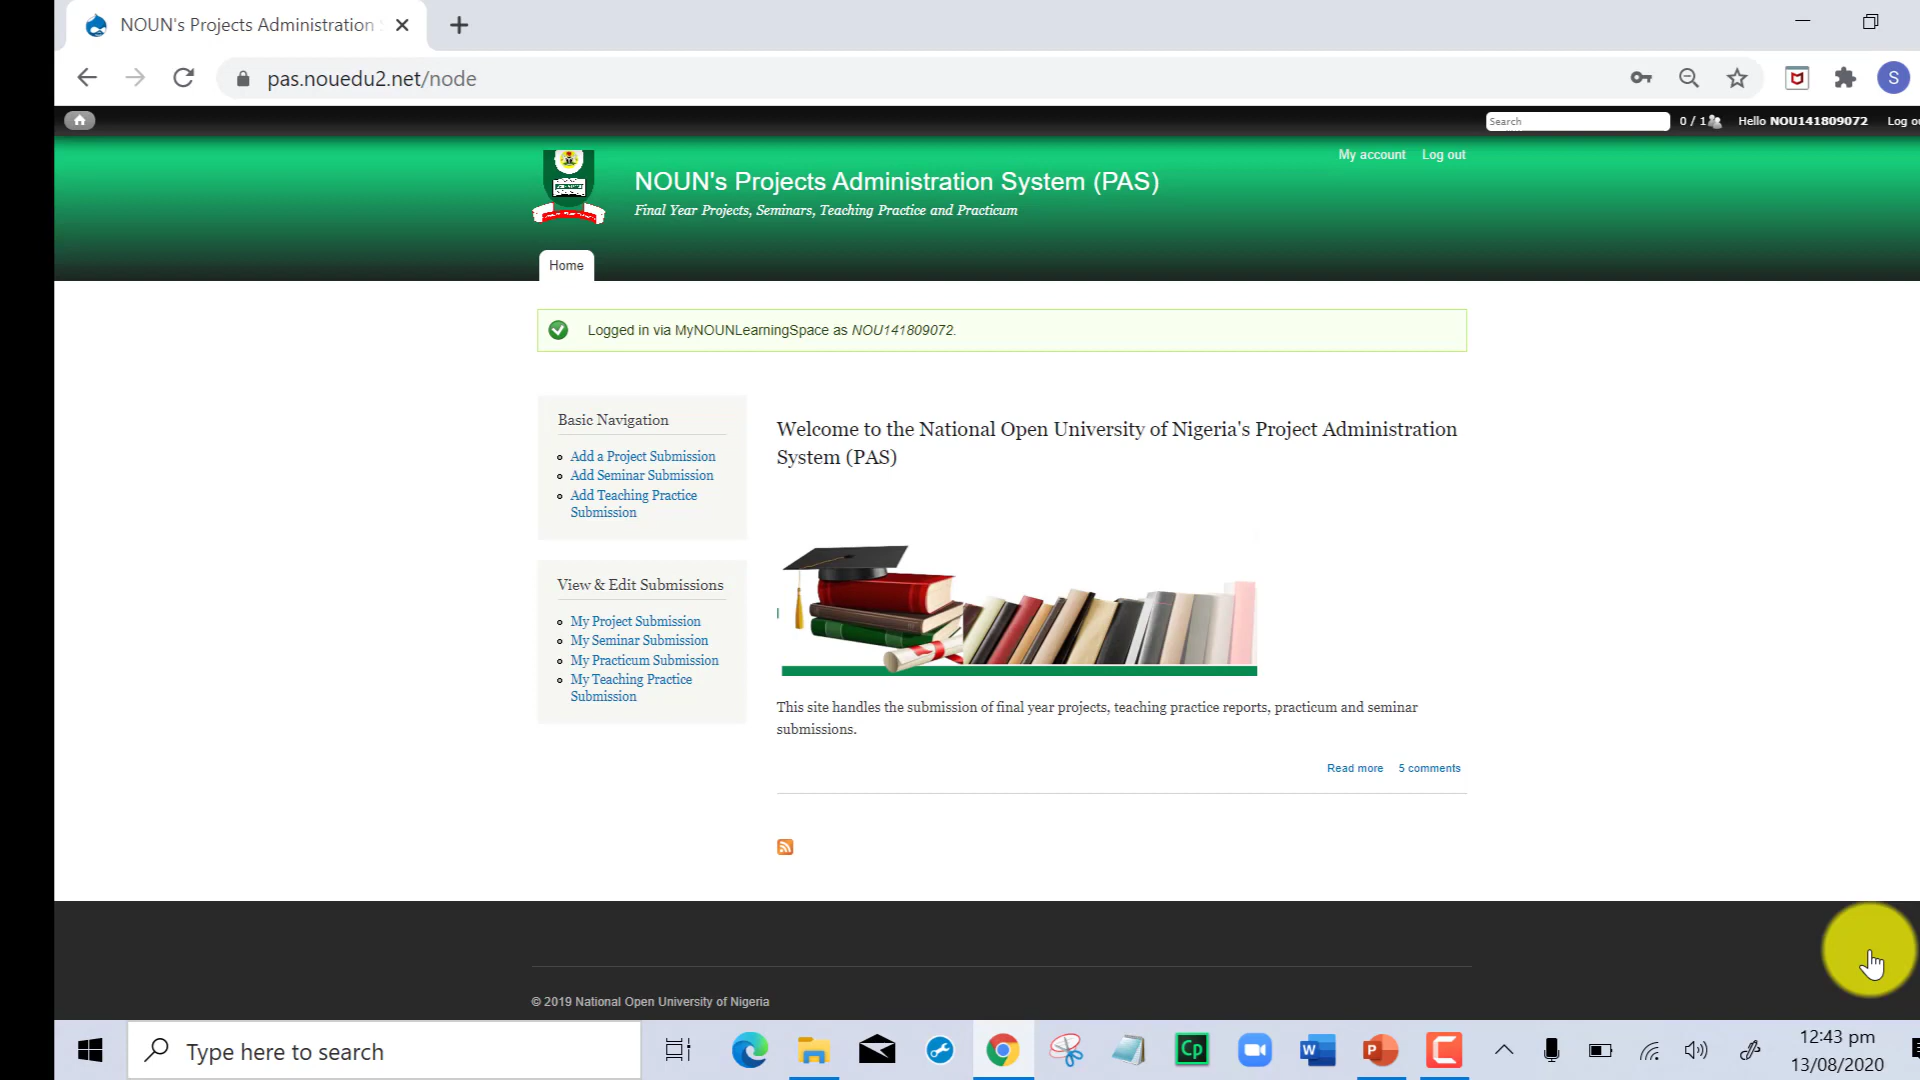 NOUN's Projects Administration
pas.nouedu2.net/node
S
Search
0 / 1
Hello NOU141809072
My account
Log out
NOUN's Projects Administration System (PAS)
Final Year Projects, Seminars, Teaching Practice and Practicum
Home
Logged in via MyNOUNLearningSpace as NOU141809072.
Basic Navigation
Add a Project Submission
Add Seminar Submission
Add Teaching Practice
Submission
View & Edit Submissions
My Project Submission
My Seminar Submission
My Practicum Submission
My Teaching Practice
Submission
Welcome to the National Open University of Nigeria's Project Administration
System (PAS)
This site handles the submission of final year projects, teaching practice reports, practicum and seminar
submissions.
Read more
5 comments
© 2019 National Open University of Nigeria
Type here to search
Cp
W
P
12:43 pm
13/08/2020